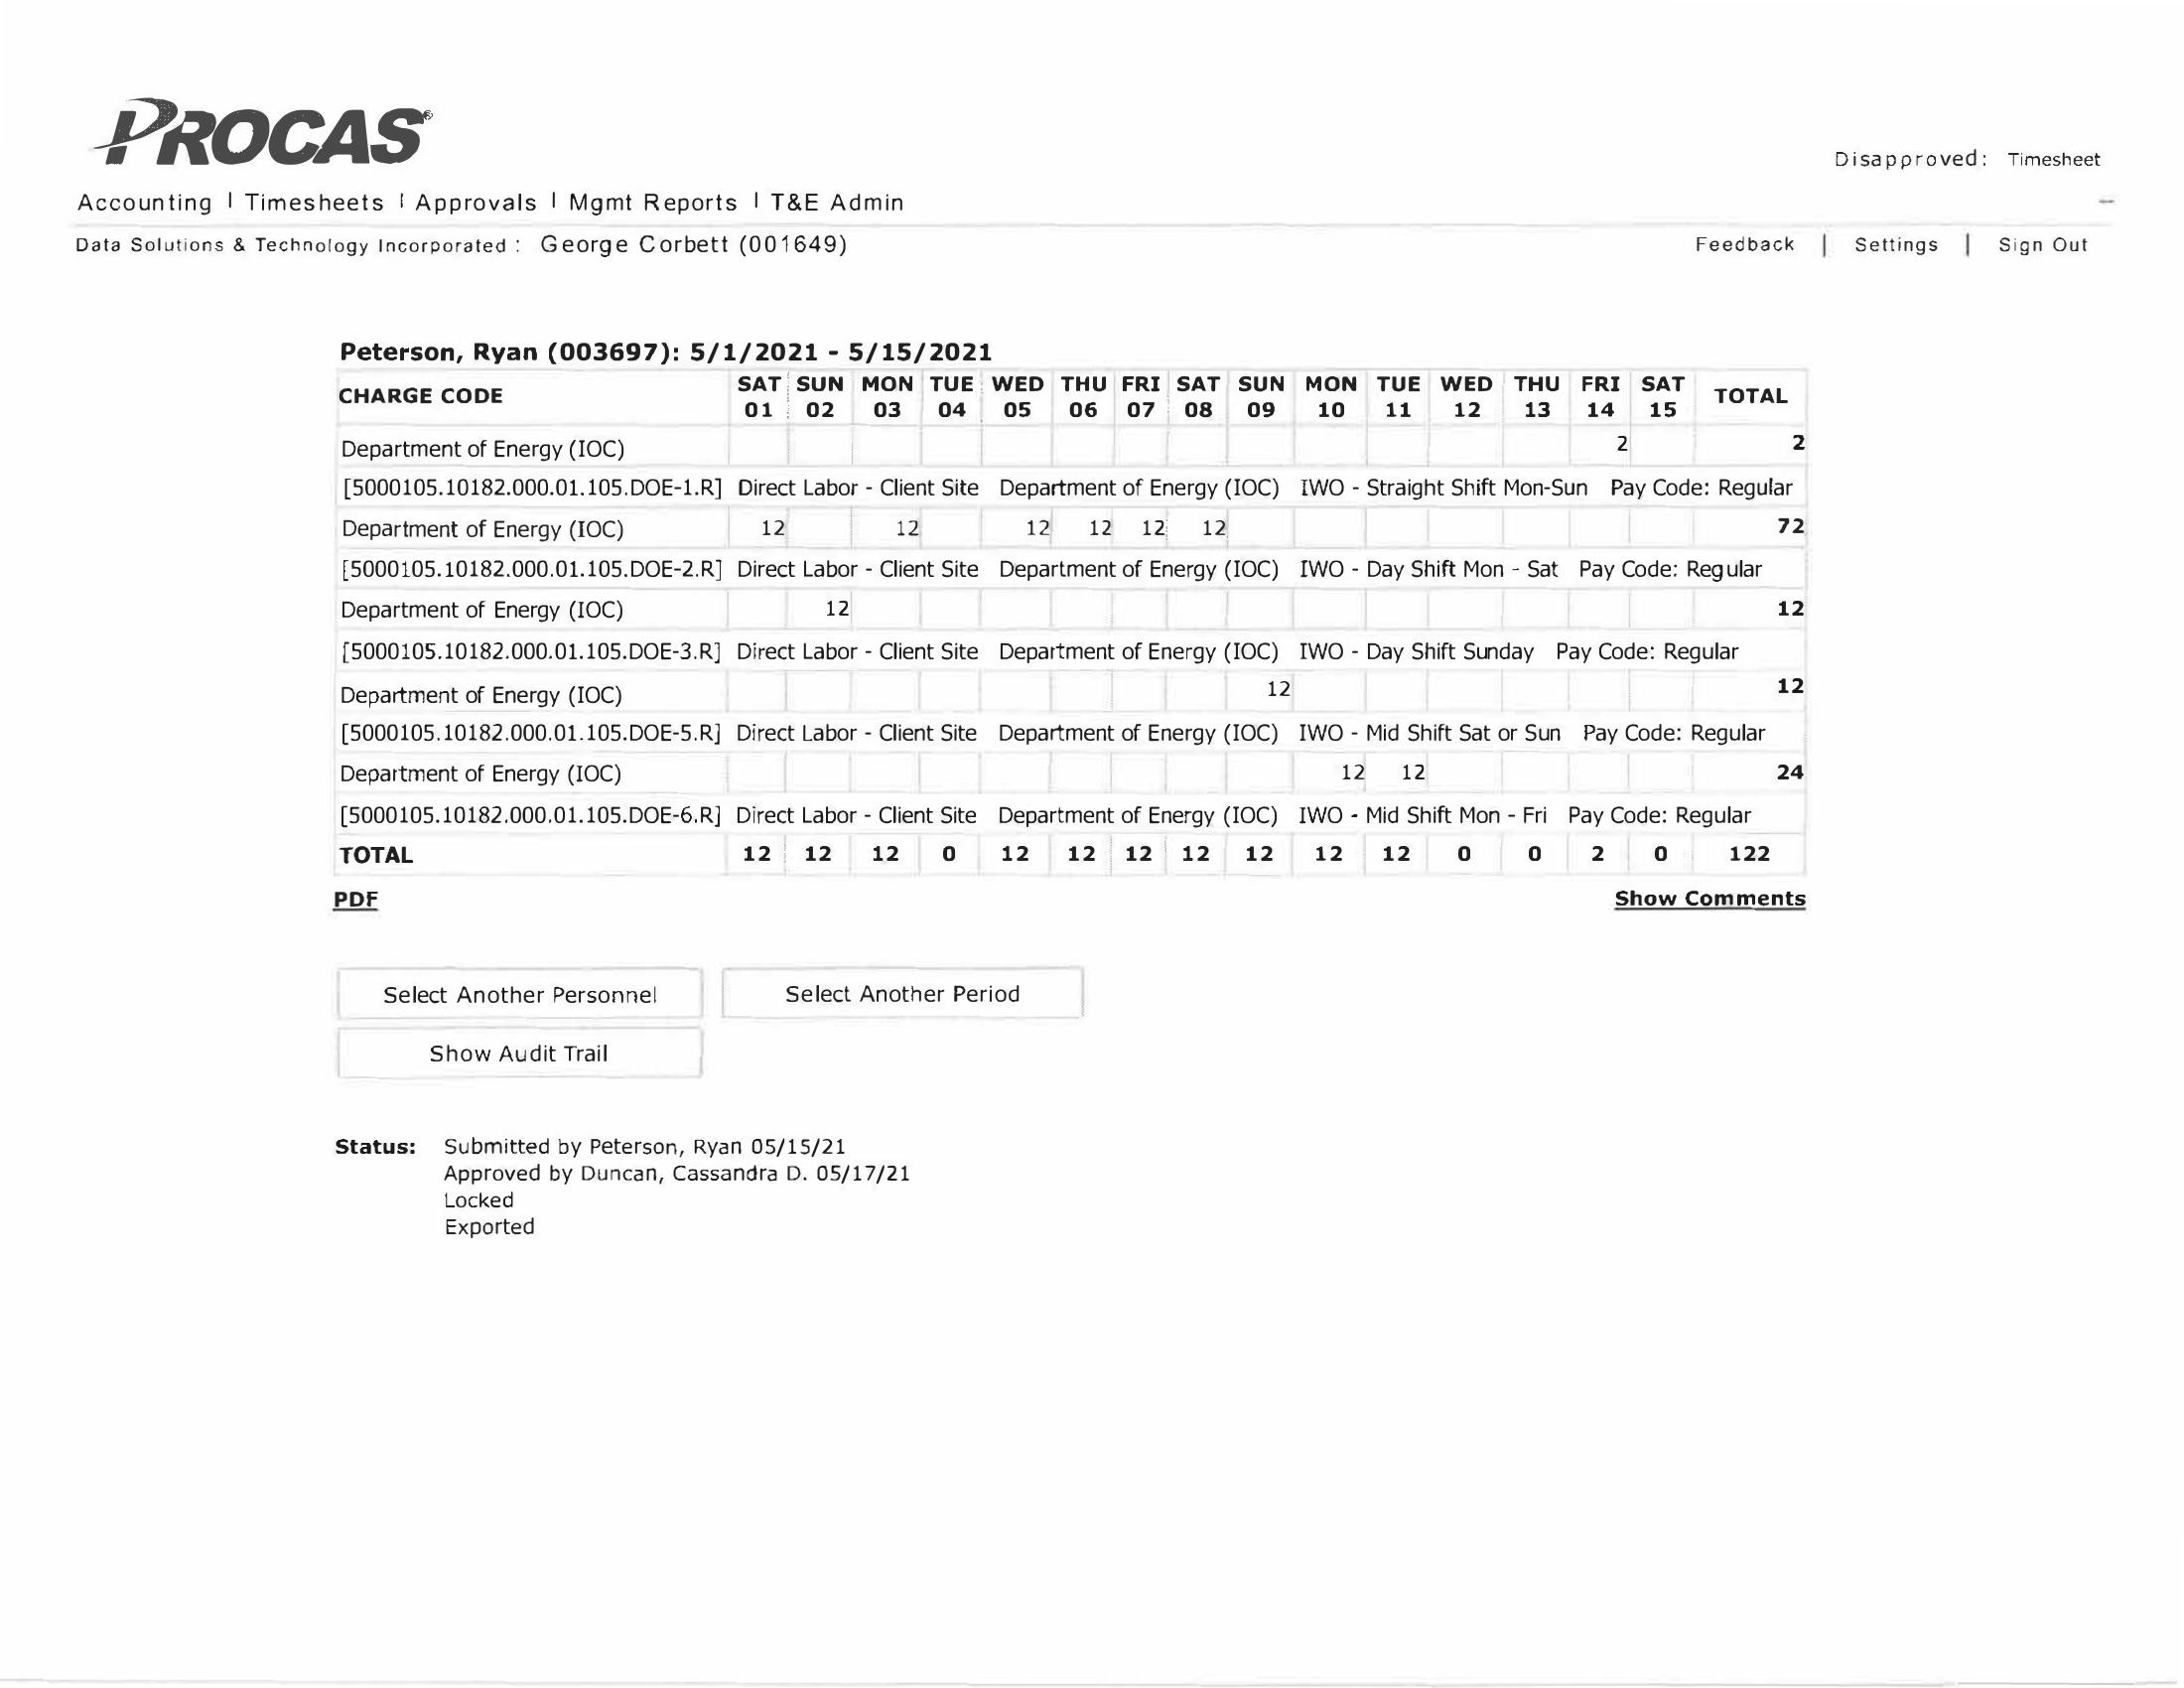 PROCAS®
Disapproved: Timesheet
Accounting | Timesheets | Approvals | Mgmt Reports | T&E Admin
Data Solutions & Technology Incorporated : George Corbett (001649)
Feedback | Settings | Sign Out
Peterson, Ryan (003697): 5/1/2021 - 5/15/2021
CHARGE CODE SAT 01 SUN 02 MON 03 TUE 04 WED 05 THU 06 FRI 07 SAT 08 SUN 09 MON 10 TUE 11 WED 12 THU 13 FRI 14 SAT 15 TOTAL
Department of Energy (IOC) 2 2
[5000105.10182.000.01.105.DOE-1.R] Direct Labor - Client Site Department of Energy (IOC) IWO - Straight Shift Mon-Sun Pay Code: Regular
Department of Energy (IOC) 12 12 12 12 12 12 72
[5000105.10182.000.01.105.DOE-2.R] Direct Labor - Client Site Department of Energy (IOC) IWO - Day Shift Mon - Sat Pay Code: Regular
Department of Energy (IOC) 12 12
[5000105.10182.000.01.105.DOE-3.R] Direct Labor - Client Site Department of Energy (IOC) IWO - Day Shift Sunday Pay Code: Regular
Department of Energy (IOC) 12 12
[5000105.10182.000.01.105.DOE-5.R] Direct Labor - Client Site Department of Energy (IOC) IWO - Mid Shift Sat or Sun Pay Code: Regular
Department of Energy (IOC) 12 12 24
[5000105.10182.000.01.105.DOE-6.R] Direct Labor - Client Site Department of Energy (IOC) IWO - Mid Shift Mon - Fri Pay Code: Regular
TOTAL 12 12 12 0 12 12 12 12 12 12 12 0 0 2 0 122
PDF
Show Comments
Select Another Personnel
Select Another Period
Show Audit Trail
Status: Submitted by Peterson, Ryan 05/15/21
Approved by Duncan, Cassandra D. 05/17/21
Locked
Exported